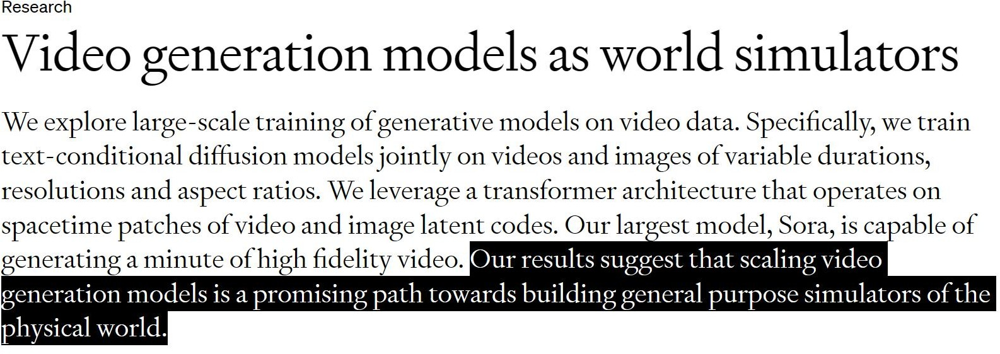 Research
Video generation models as world simulators
We explore large-scale training of generative models on video data. Specifically, we train
text-conditional diffusion models jointly on videos and images of variable durations,
resolutions and aspect ratios. We leverage a transformer architecture that operates on
spacetime patches of video and image latent codes. Our largest model, Sora, is capable of
generating a minute of high fidelity video. Our results suggest that scaling video
generation models is a promising path towards building general purpose simulators of the
physical world.